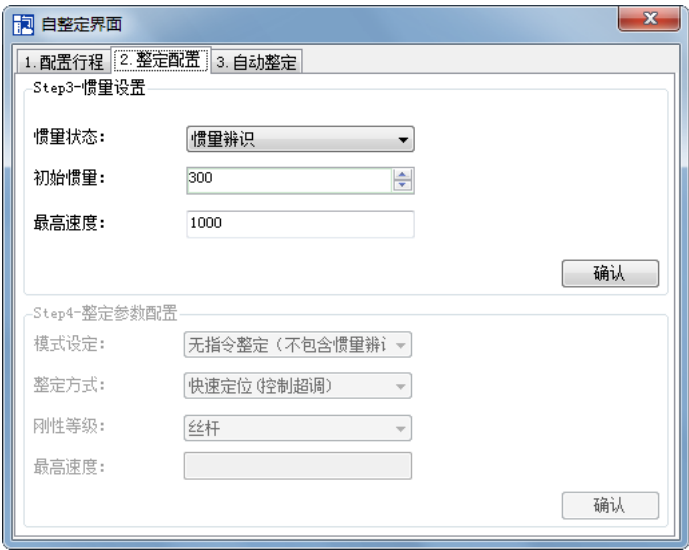 自整定界面
1.配置行程 2.整定配置 3.自动整定
Step3-惯量设置
惯量状态： 惯量辨识
初始惯量： 300
最高速度： 1000
确认
Step4-整定参数配置
模式设定： 无指令整定（不包含惯量辨
整定方式： 快速定位(控制超调)
刚性等级： 丝杆
最高速度：
确认